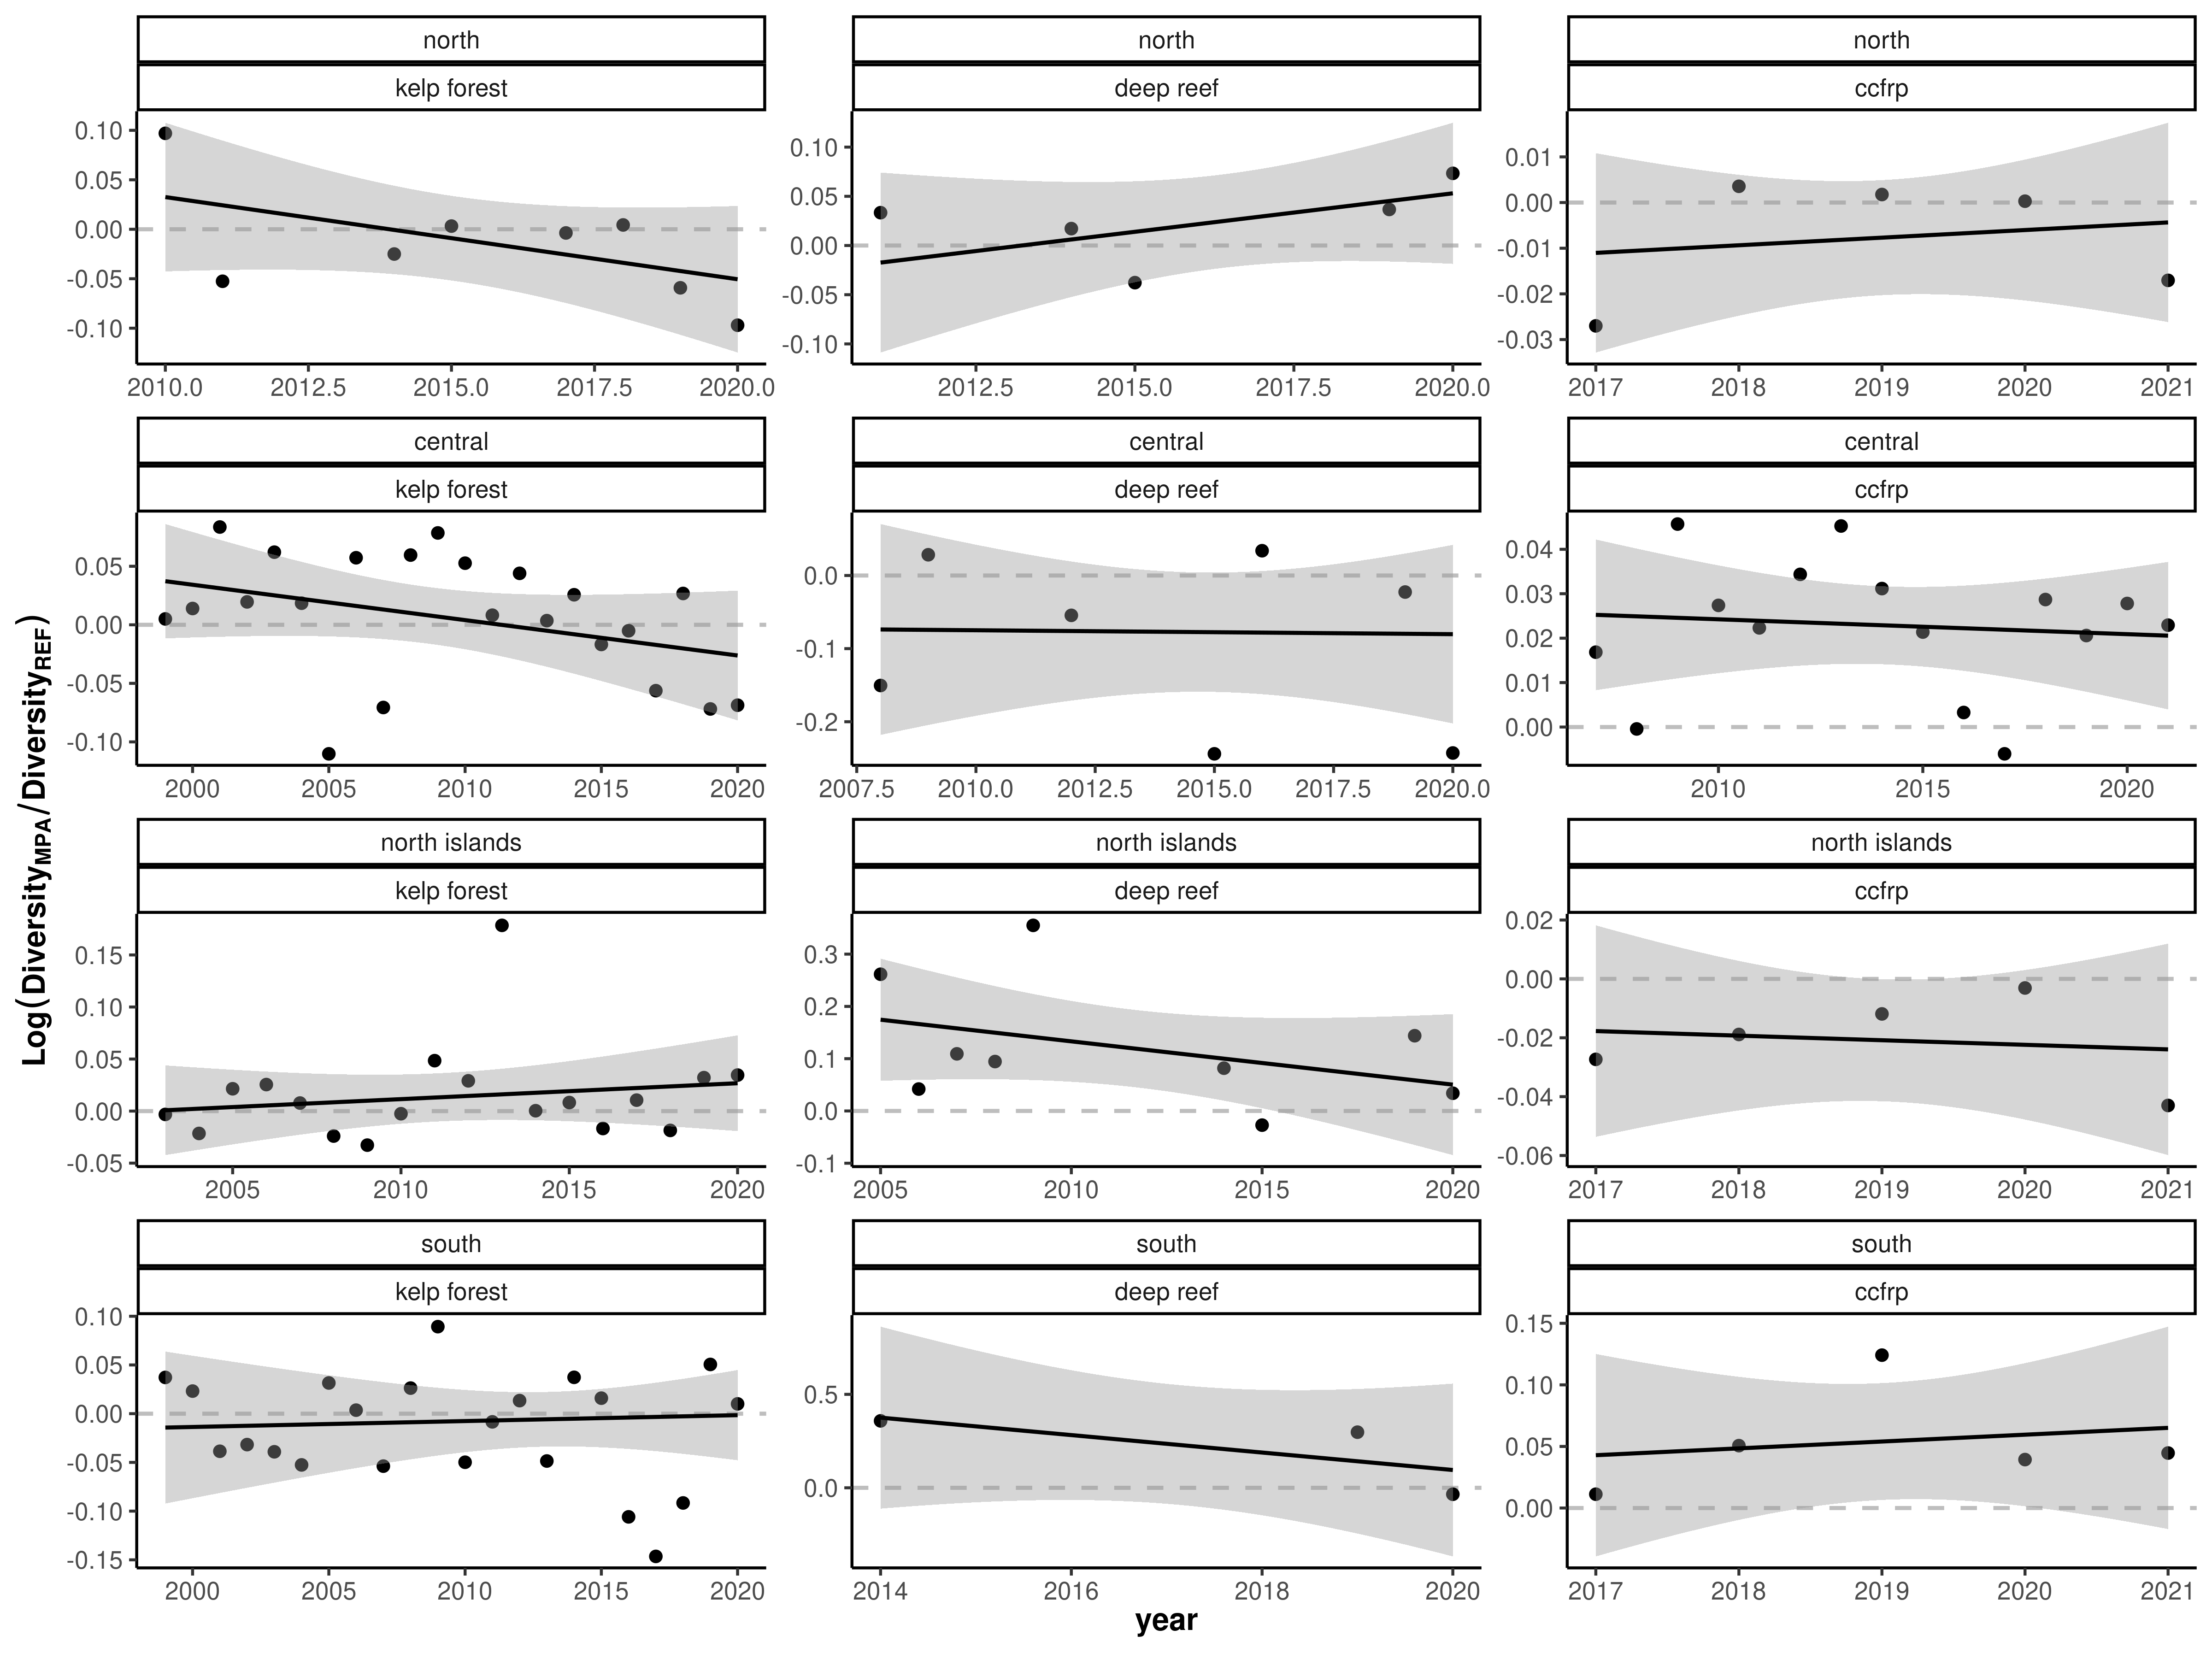 north north north
kelp forest deep reef ccfrp
0.10
0.05
0.00
-0.05
-0.10
0.10
0.05
0.00
-0.05
-0.10
0.01
0.00
-0.01
-0.02
-0.03
2010.0 2012.5 2015.0 2017.5 2020.0
2012.5 2015.0 2017.5 2020.0
2017 2018 2019 2020 2021
central central central
kelp forest deep reef ccfrp
0.05
0.00
-0.05
-0.10
0.0
-0.1
-0.2
0.04
0.03
0.02
0.01
0.00
2000 2005 2010 2015 2020
2007.5 2010.0 2012.5 2015.0 2017.5 2020.0
2010 2015 2020
Log(DiversityMPA/DiversityREF)
north islands north islands north islands
kelp forest deep reef ccfrp
0.15
0.10
0.05
0.00
-0.05
0.3
0.2
0.1
0.0
-0.1
0.02
0.00
-0.02
-0.04
-0.06
2005 2010 2015 2020
2005 2010 2015 2020
2017 2018 2019 2020 2021
south south south
kelp forest deep reef ccfrp
0.10
0.05
0.00
-0.05
-0.10
-0.15
0.5
0.0
0.15
0.10
0.05
0.00
2000 2005 2010 2015 2020
2014 2016 2018 2020
2017 2018 2019 2020 2021
year